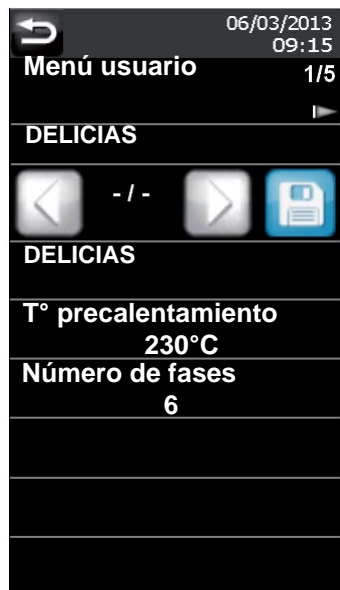 06/03/2013
09:15
Menú usuario
1/5
DELICIAS
- / -
DELICIAS
T° precalentamiento
230°C
Número de fases
6